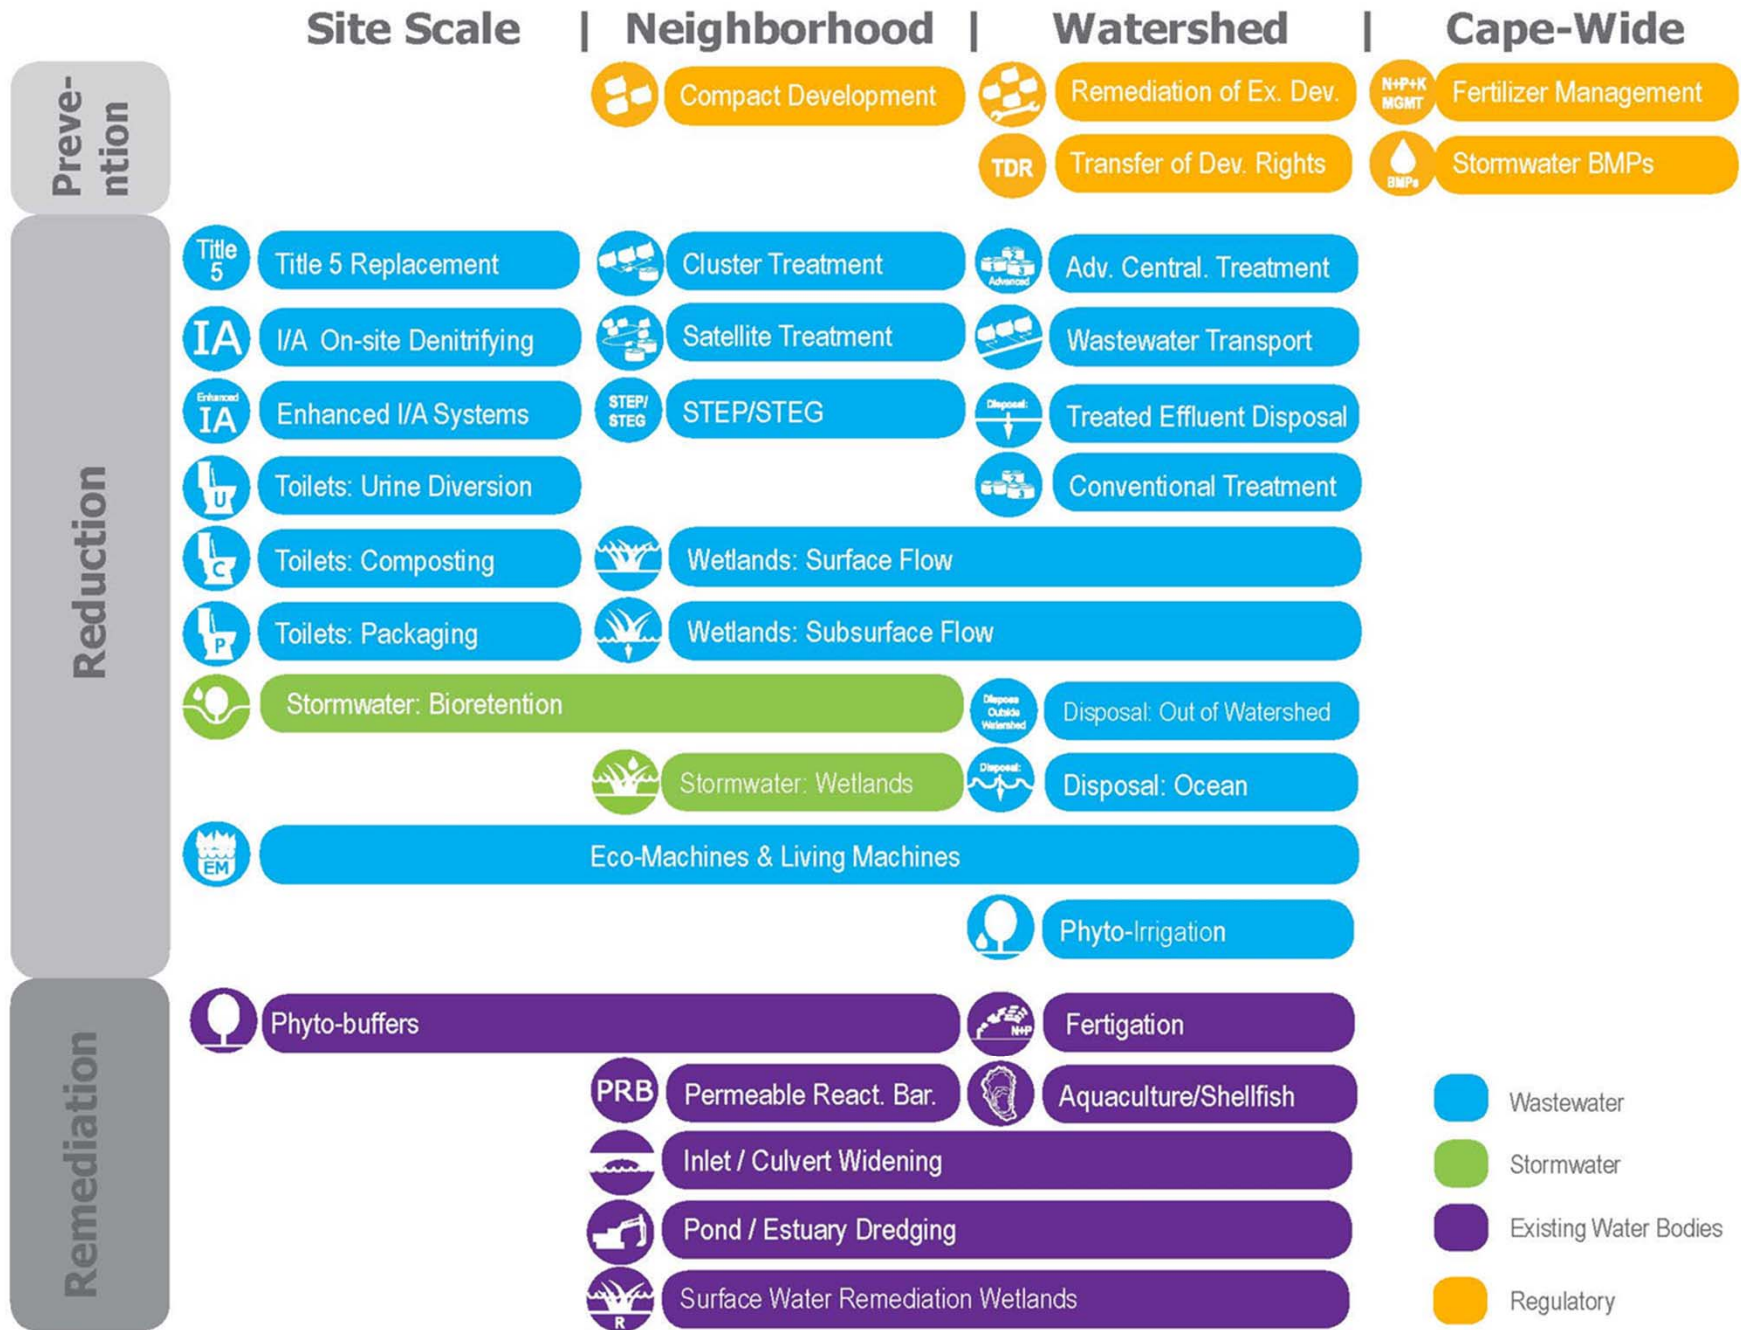 Site Scale | Neighborhood | Watershed | Cape-Wide
Preve-
ntion
Compact Development
Remediation of Ex. Dev.
N+P+K
MGMT
Fertilizer Management
TDR
Transfer of Dev. Rights
BMPs
Stormwater BMPs
Reduction
Title
5
Title 5 Replacement
Cluster Treatment
Advanced
Adv. Central. Treatment
IA
I/A On-site Denitrifying
Satellite Treatment
Wastewater Transport
Enhanced
IA
Enhanced I/A Systems
STEP/
STEG
STEP/STEG
Disposal:
Treated Effluent Disposal
U
Toilets: Urine Diversion
Conventional Treatment
C
Toilets: Composting
Wetlands: Surface Flow
P
Toilets: Packaging
Wetlands: Subsurface Flow
Stormwater: Bioretention
Dispose
Outside
Watershed
Disposal: Out of Watershed
Stormwater: Wetlands
Disposal:
Disposal: Ocean
EM
Eco-Machines & Living Machines
Phyto-Irrigation
Remediation
Phyto-buffers
N+P
Fertigation
PRB
Permeable React. Bar.
Aquaculture/Shellfish
Inlet / Culvert Widening
Pond / Estuary Dredging
R
Surface Water Remediation Wetlands
Wastewater
Stormwater
Existing Water Bodies
Regulatory